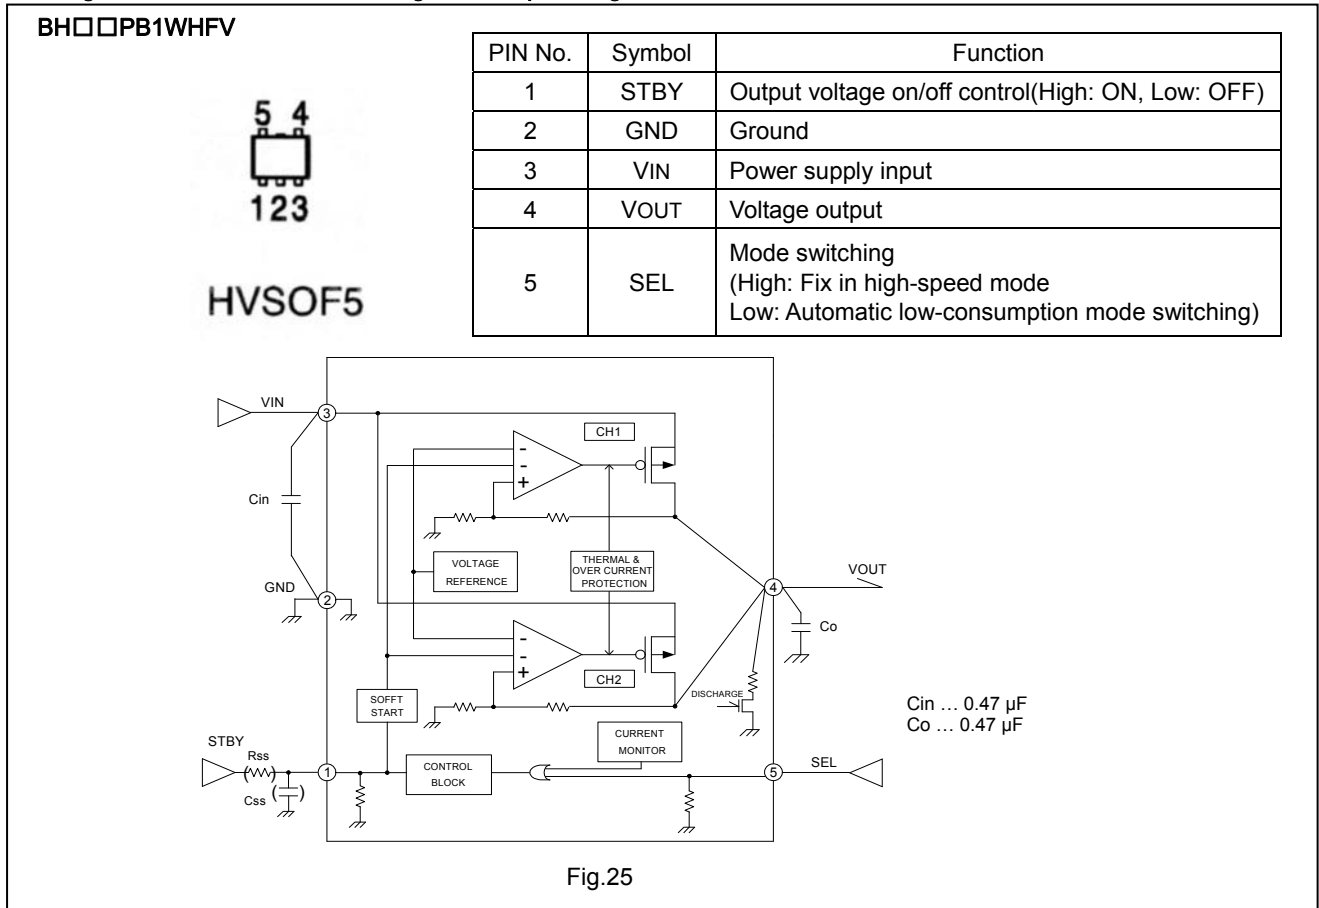 BH□□PB1WHFV
PIN No. Symbol Function
1 STBY Output voltage on/off control(High: ON, Low: OFF)
2 GND Ground
3 VIN Power supply input
4 VOUT Voltage output
5 SEL Mode switching
(High: Fix in high-speed mode
Low: Automatic low-consumption mode switching)
5 4
123
HVSOF5
VIN
3
CH1
-
-
+
Cin
VOLTAGE
REFERENCE
THERMAL &
OVER CURRENT
PROTECTION
GND
2
4
VOUT
Co
-
-
+
CH2
SOFFT
START
DISCHARGE
Cin … 0.47 µF
Co … 0.47 µF
CURRENT
MONITOR
STBY
Rss
( )
1
CONTROL
BLOCK
5
SEL
Css
( )
Fig.25